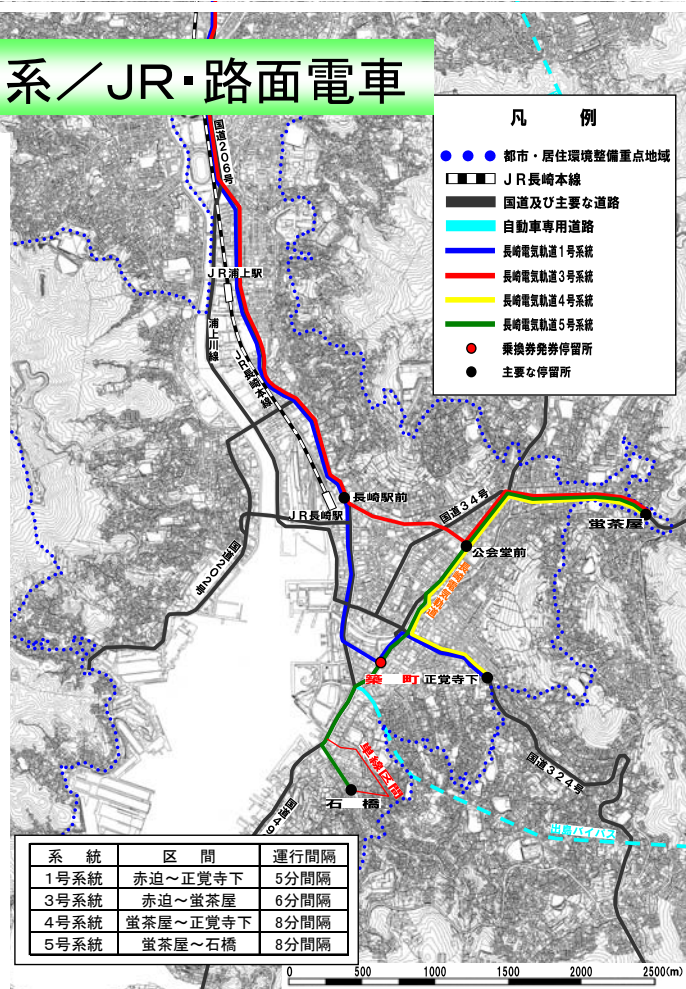 系／JR・路面電車
凡　例
都市・居住環境整備重点地域
ＪＲ長崎本線
国道及び主要な道路
自動車専用道路
長崎電気軌道１号系統
長崎電気軌道３号系統
長崎電気軌道４号系統
長崎電気軌道５号系統
乗換券発券停留所
主要な停留所
国道２０６号
ＪＲ浦上駅
浦上川線
ＪＲ長崎本線
長崎駅前
ＪＲ長崎駅
国道３４号
蛍茶屋
公会堂前
国道２０２号
築　町
正覚寺下
単線区間
国道３２４号
石　橋
国道４９
出島バイパス
系　統　区　間　運行間隔
1号系統　赤迫～正覚寺下　5分間隔
3号系統　赤迫～蛍茶屋　6分間隔
4号系統　蛍茶屋～正覚寺下　8分間隔
5号系統　蛍茶屋～石橋　8分間隔
0　500　1000　1500　2000　2500(m)